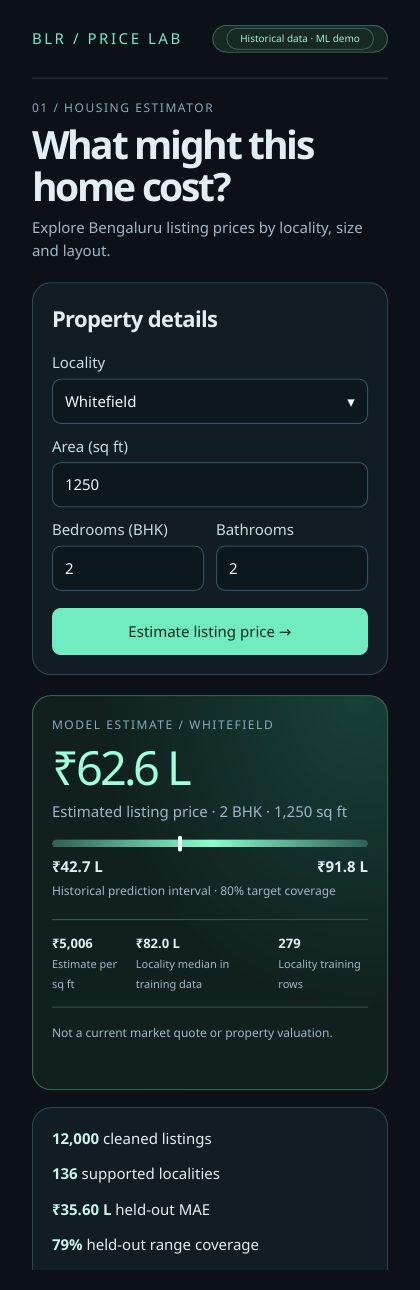 BLR / PRICE LAB
Historical data · ML demo
01 / HOUSING ESTIMATOR
What might this
home cost?
Explore Bengaluru listing prices by locality, size
and layout.
Property details
Locality
Whitefield ▾
Area (sq ft)
1250
Bedrooms (BHK) Bathrooms
2 2
Estimate listing price →
MODEL ESTIMATE / WHITEFIELD
₹62.6 L
Estimated listing price · 2 BHK · 1,250 sq ft
₹42.7 L ₹91.8 L
Historical prediction interval · 80% target coverage
₹5,006 ₹82.0 L 279
Estimate per Locality median in Locality training
sq ft training data rows
Not a current market quote or property valuation.
12,000 cleaned listings
136 supported localities
₹35.60 L held-out MAE
79% held-out range coverage